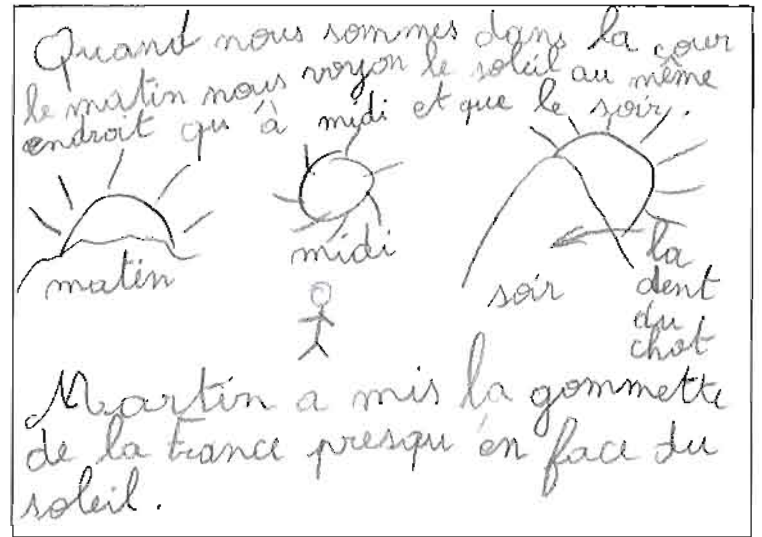 Quand nous sommes dans la cour
le matin nous voyon le soleil au même
endroit qu'à midi et que le soir.
matin
midi
soir
la
dent
du
chat
Martin a mis la gommette
de la France presqu'en face du
soleil.